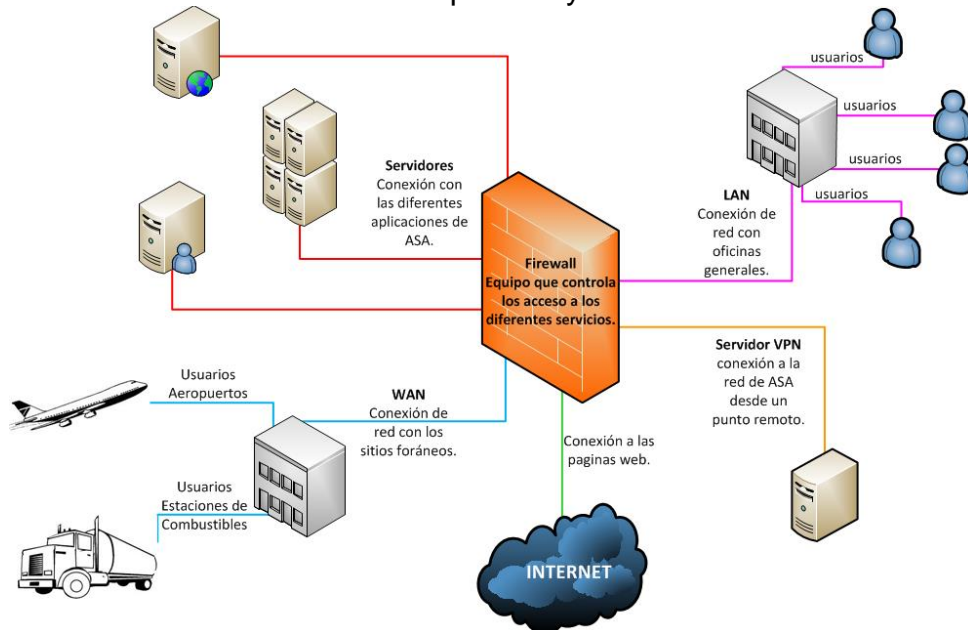 usuarios
usuarios
usuarios
usuarios
Servidores
Conexión con
las diferentes
aplicaciones de
ASA.
LAN
Conexión de
red con
oficinas
generales.
Firewall
Equipo que controla
los acceso a los
diferentes servicios.
Servidor VPN
conexión a la
red de ASA
desde un
punto remoto.
Usuarios
Aeropuertos
WAN
Conexión de
red con los
sitios foráneos.
Conexión a las
paginas web.
Usuarios
Estaciones de
Combustibles
INTERNET